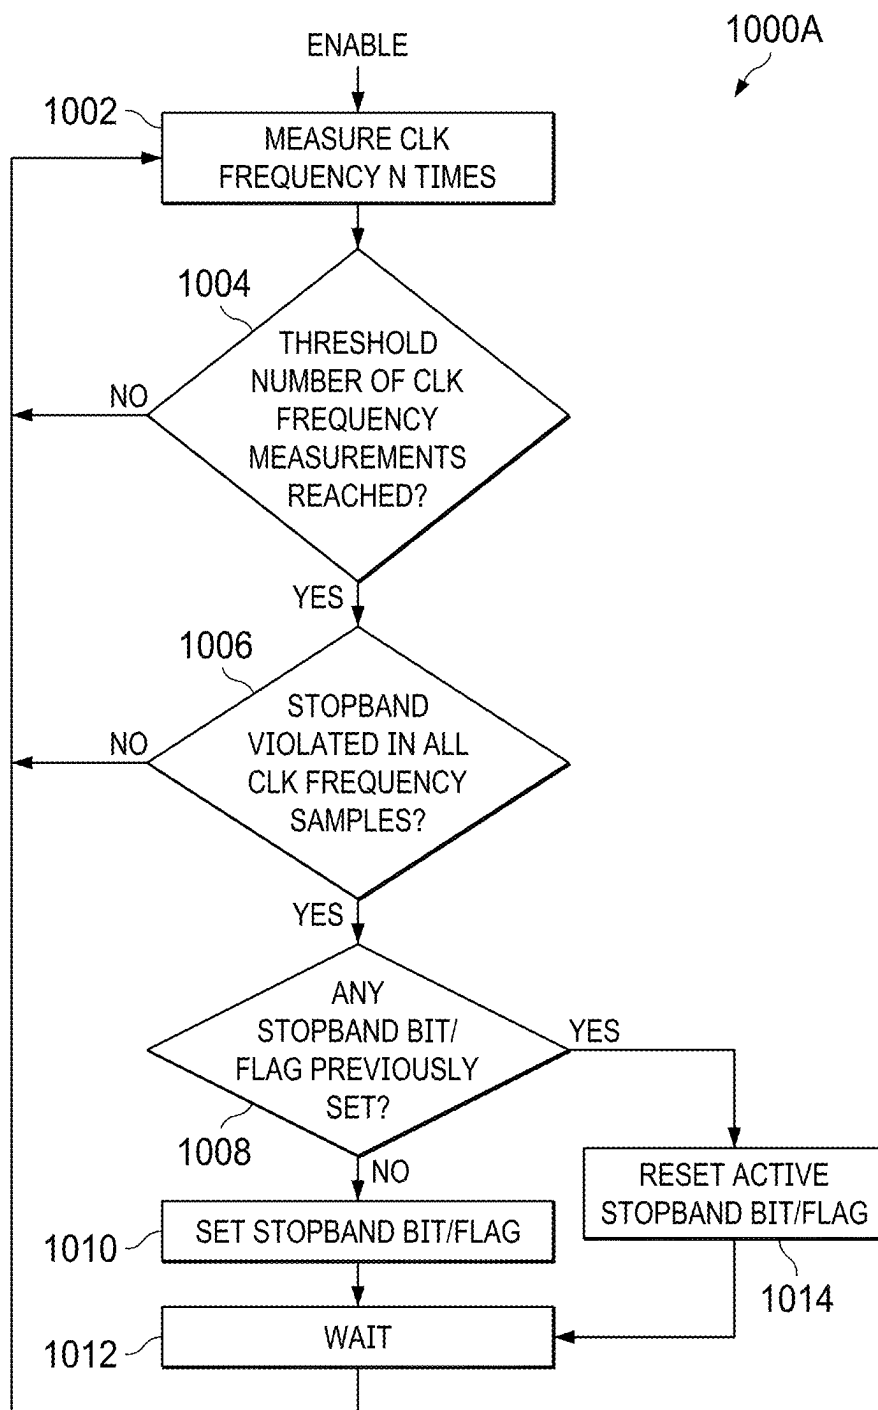 1000A
ENABLE
1002
MEASURE CLK
FREQUENCY N TIMES
1004
THRESHOLD
NUMBER OF CLK
FREQUENCY
MEASUREMENTS
REACHED?
NO
YES
1006
STOPBAND
VIOLATED IN ALL
CLK FREQUENCY
SAMPLES?
NO
YES
ANY
STOPBAND BIT/
FLAG PREVIOUSLY
SET?
YES
1008
NO
RESET ACTIVE
STOPBAND BIT/FLAG
1014
1010
SET STOPBAND BIT/FLAG
1012
WAIT